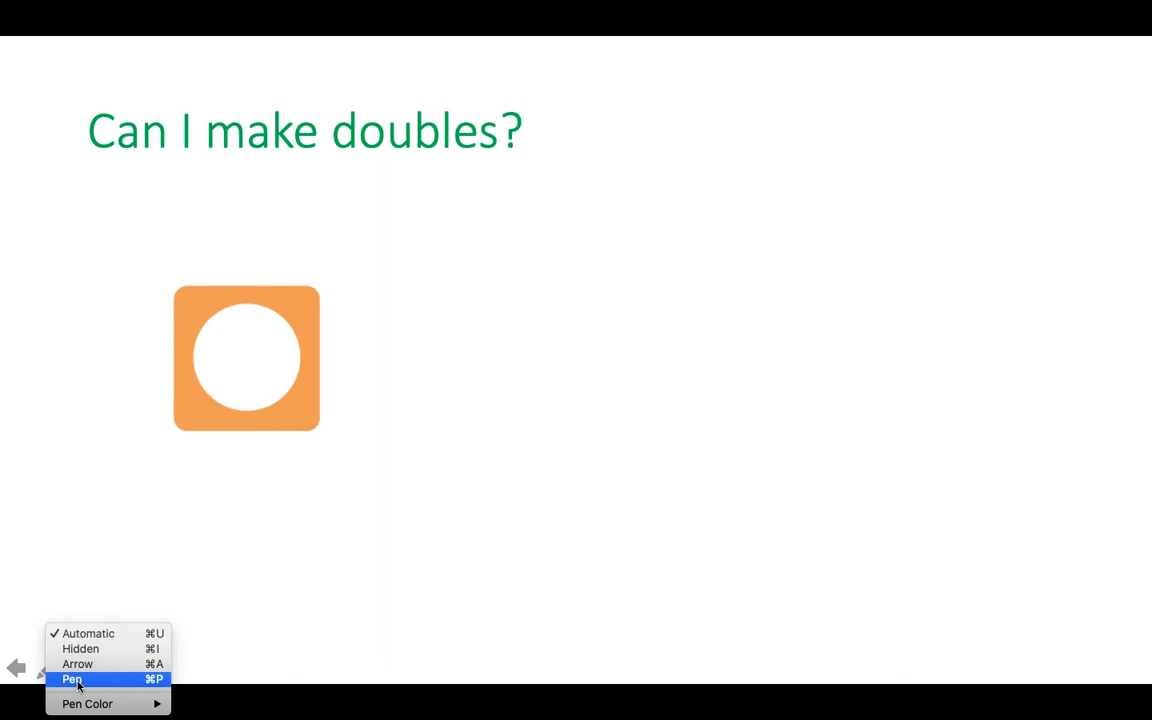 Can I make doubles?
✓ Automatic ⌘U
Hidden ⌘I
Arrow ⌘A
Pen ⌘P
Pen Color